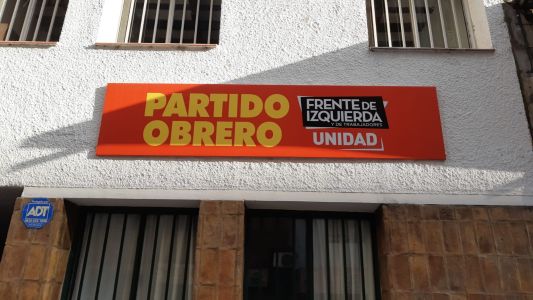 PARTIDO
OBRERO
FRENTE DE
IZQUIERDA
Y DE TRABAJADORES
UNIDAD
ADT